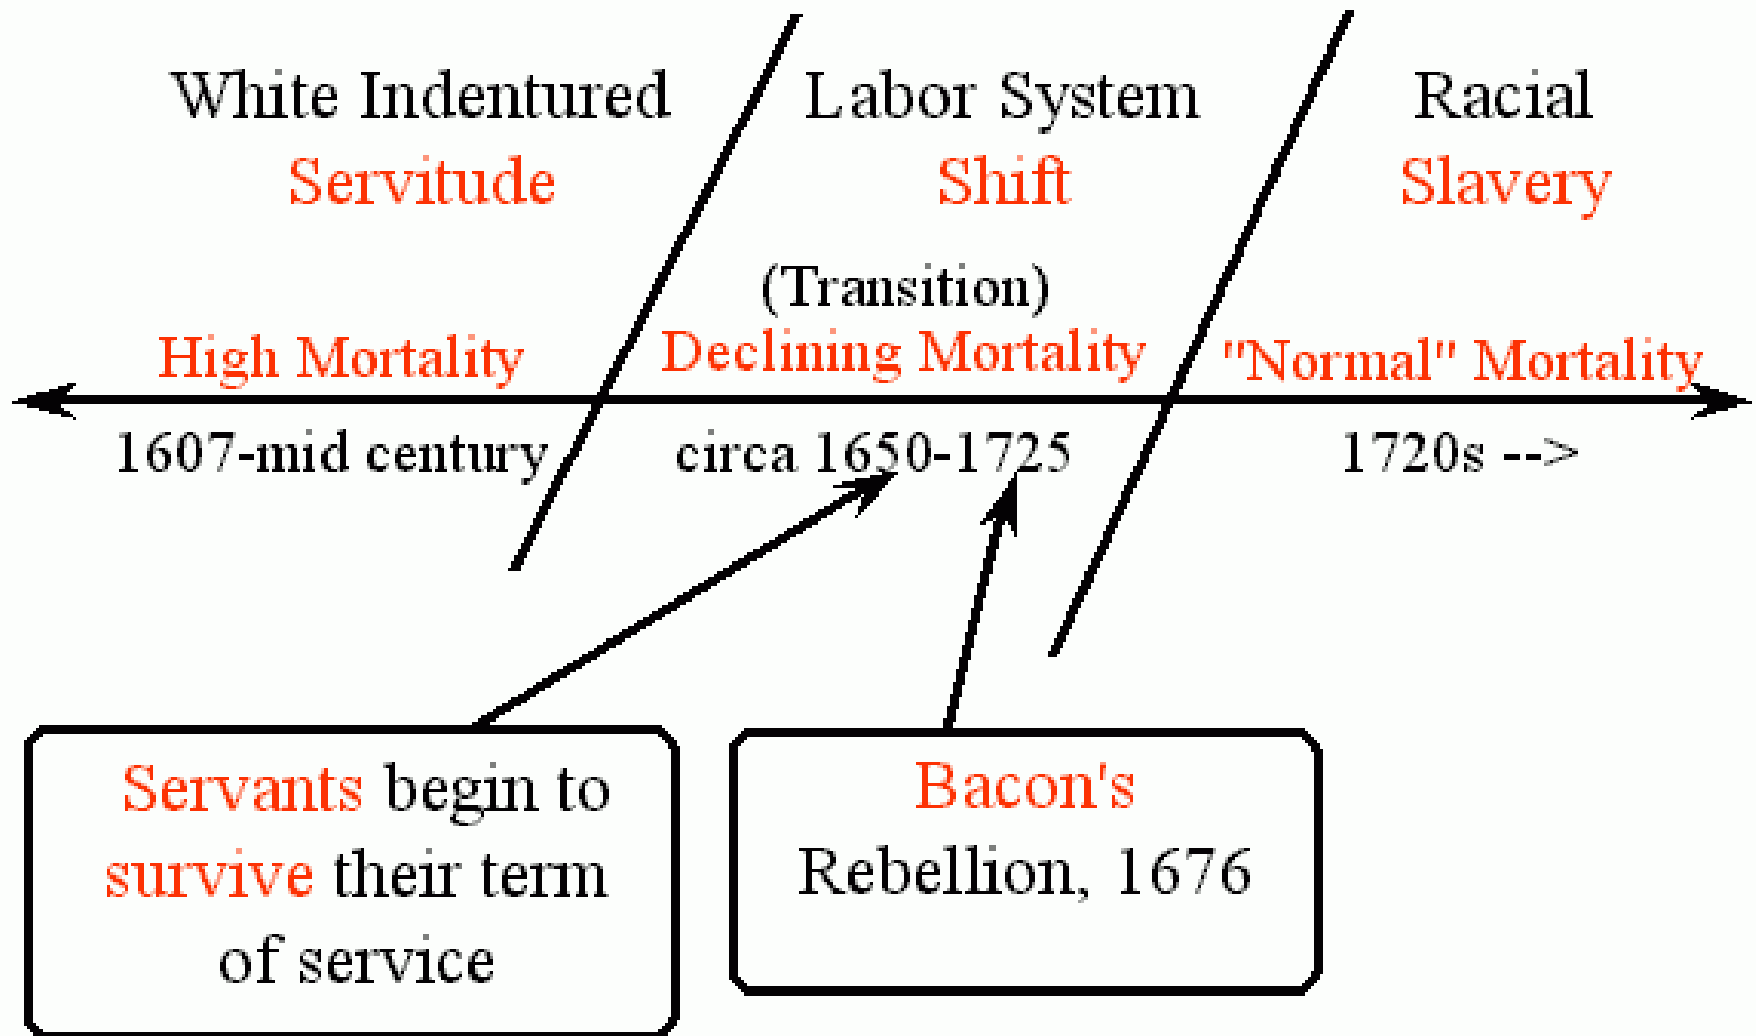 White Indentured
Servitude
High Mortality
1607-mid century
Labor System
Shift
(Transition)
Declining Mortality
circa 1650-1725
Racial
Slavery
"Normal" Mortality
1720s -->
Servants begin to
survive their term
of service
Bacon's
Rebellion, 1676